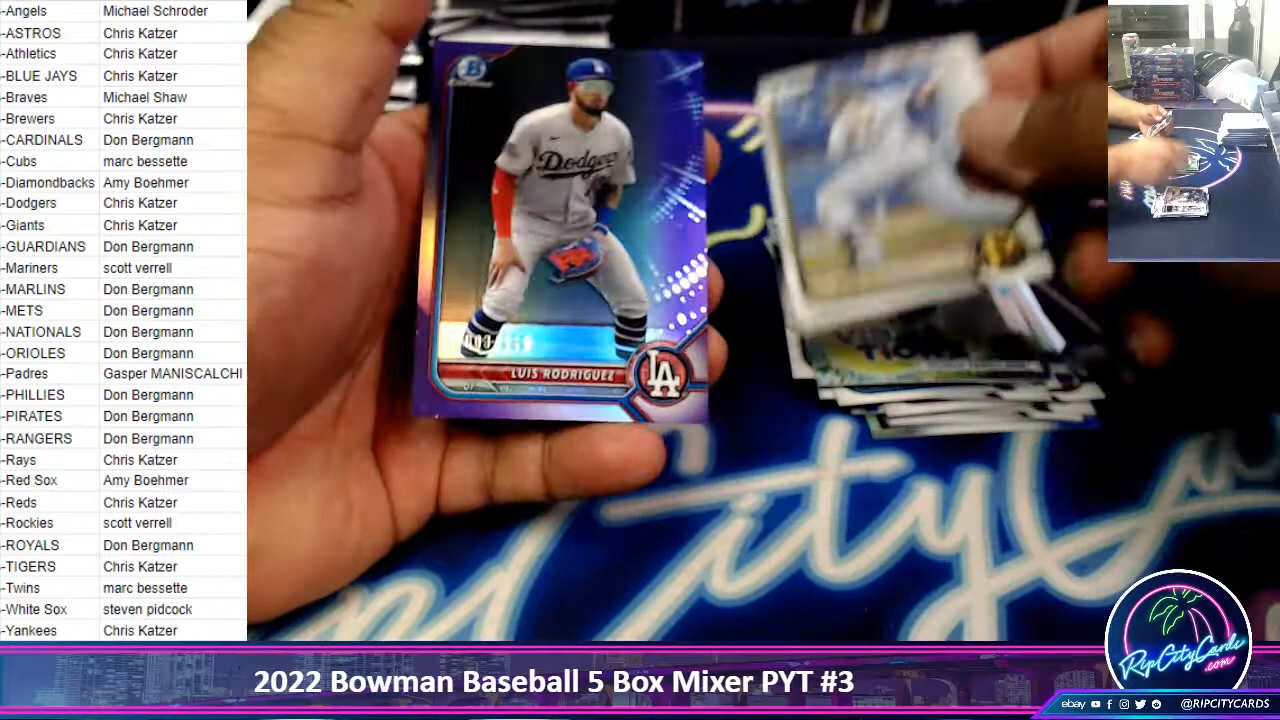 -Angels Michael Schroder
-ASTROS Chris Katzer
-Athletics Chris Katzer
-BLUE JAYS Chris Katzer
-Braves Michael Shaw
-Brewers Chris Katzer
-CARDINALS Don Bergmann
-Cubs marc bessette
-Diamondbacks Amy Boehmer
-Dodgers Chris Katzer
-Giants Chris Katzer
-GUARDIANS Don Bergmann
-Mariners scott verrell
-MARLINS Don Bergmann
-METS Don Bergmann
-NATIONALS Don Bergmann
-ORIOLES Don Bergmann
-Padres Gasper MANISCALCHI
-PHILLIES Don Bergmann
-PIRATES Don Bergmann
-RANGERS Don Bergmann
-Rays Chris Katzer
-Red Sox Amy Boehmer
-Reds Chris Katzer
-Rockies scott verrell
-ROYALS Don Bergmann
-TIGERS Chris Katzer
-Twins marc bessette
-White Sox steven pidcock
-Yankees Chris Katzer
B
Chrome
Dodgers
LUIS RODRIGUEZ
LA
City
RipCityCards
.com
2022 Bowman Baseball 5 Box Mixer PYT #3
ebay @RIPCITYCARDS